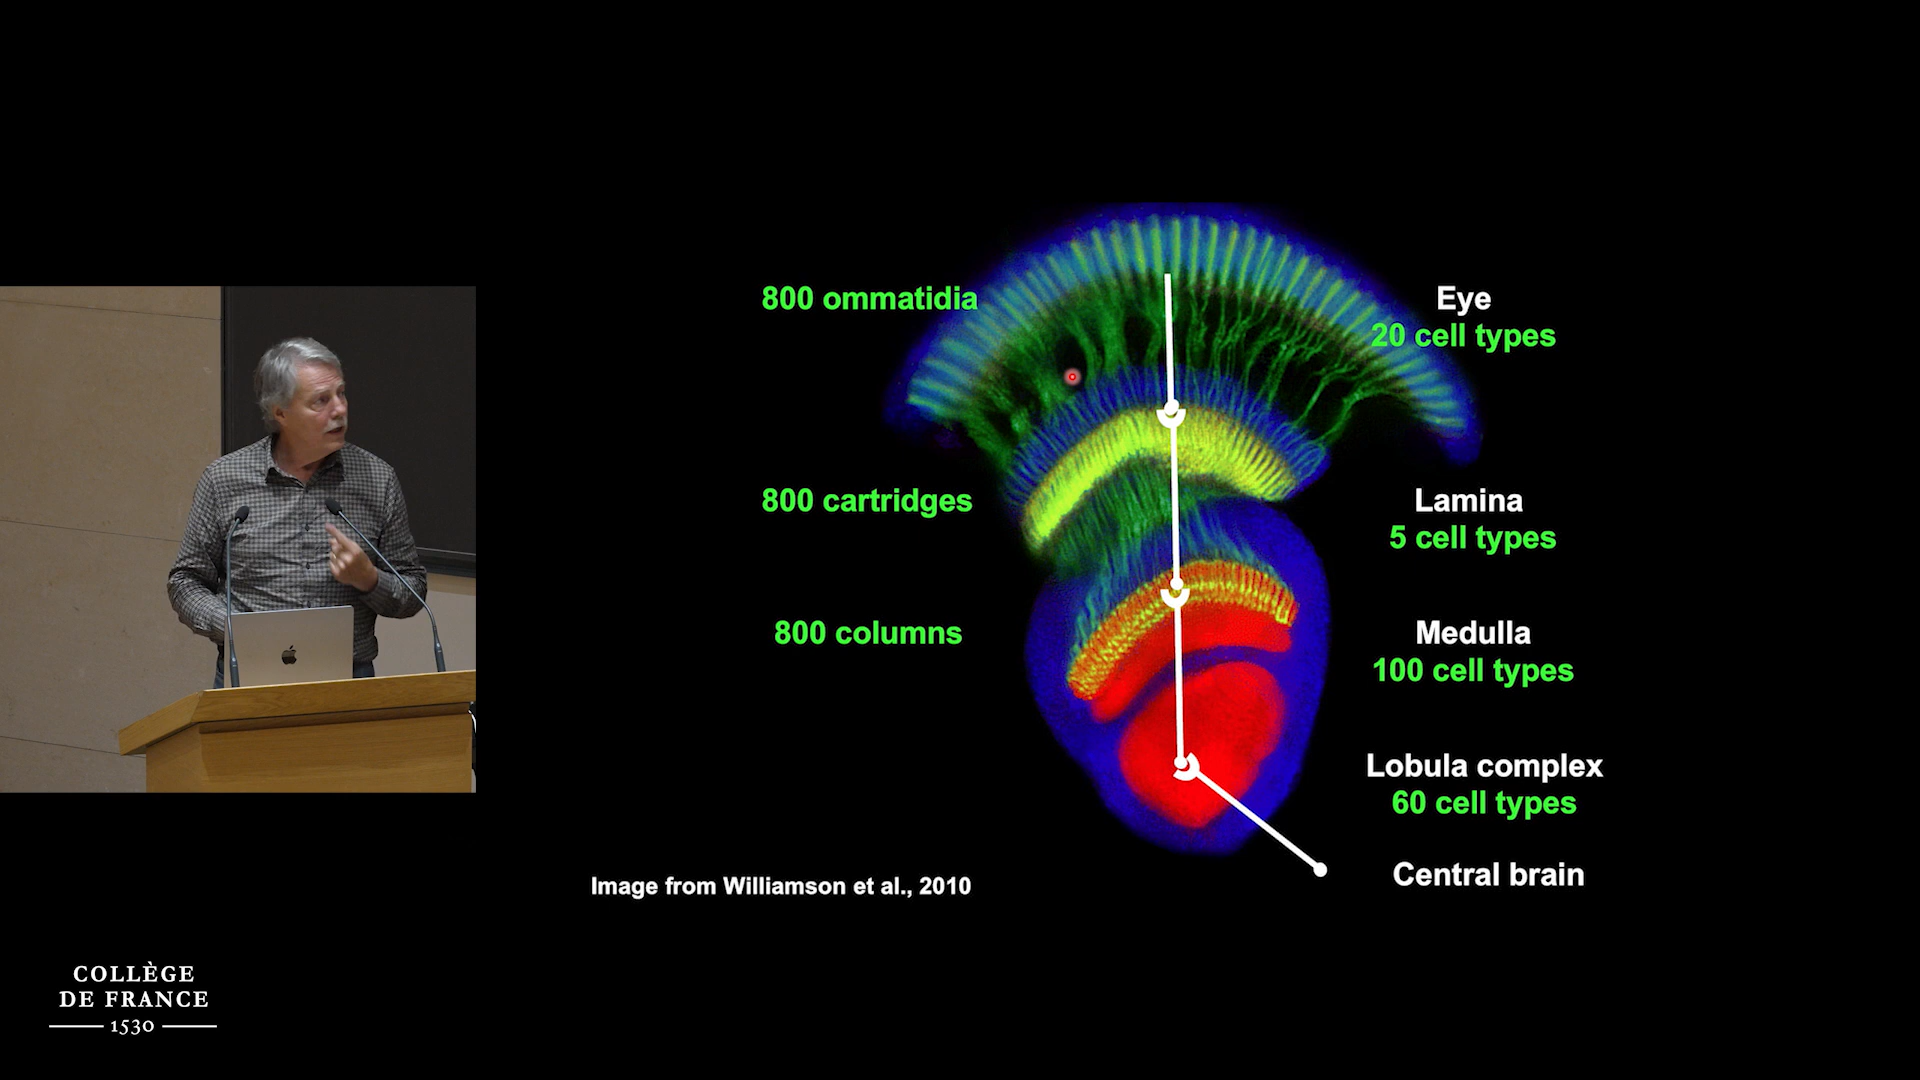 800 ommatidia
Eye
20 cell types
800 cartridges
Lamina
5 cell types
800 columns
Medulla
100 cell types
Lobula complex
60 cell types
Central brain
Image from Williamson et al., 2010
COLLÈGE
DE FRANCE
1530